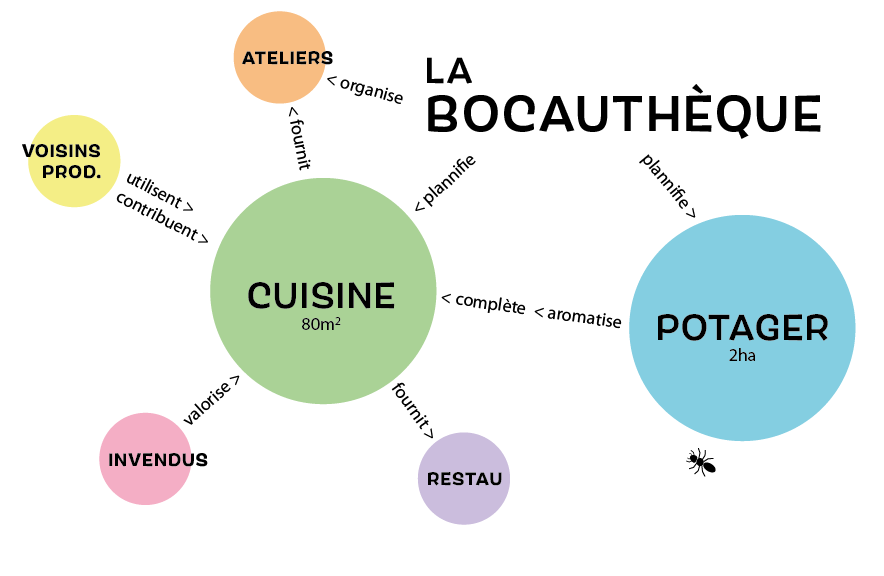 ATELIERS
< organise
LA
BOCAUTHÈQUE
< fournit
VOISINS
PROD.
utilisent >
contribuent >
< plannifie
plannifie >
CUISINE
80m²
< complète < aromatise
POTAGER
2ha
valorise >
fournit >
INVENDUS
RESTAU